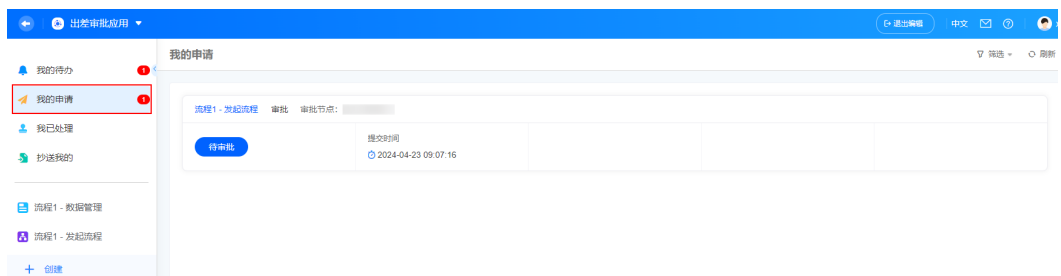 出差审批应用
退出编辑
中文
我的待办
1
我的申请
1
我已处理
抄送我的
流程1 - 数据管理
流程1 - 发起流程
创建
我的申请
筛选
刷新
流程1 - 发起流程 审批 审批节点：
待审批
提交时间
2024-04-23 09:07:16